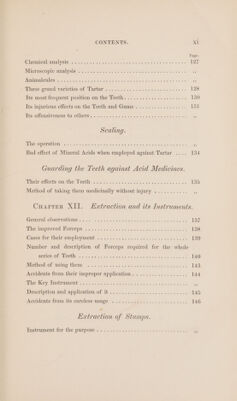 CONTENTS. xi
Page.
Chemical analysis ........................................ 127
Microscopic analysis ...................................... ,,
Animalcules ........................................ ,,
Three grand varieties of Tartar ............................ 128
Its most frequent position on the Teeth ...................... 130
Its injurious effects on the Teeth and Gums .................. 131
Its offensiveness to others .................................. ,,
Scaling.
The operation ........................................ ,,
Bad effect of Mineral Acids when employed against Tartar ..... 134
Guarding the Teeth against Acid Medicines.
Their effects on the Teeth ................................ 135
Method of taking them medicinally without injury ............ ,,
Chapter XII. Extraction and its Instruments.
General observations ...................................... 137
The improved Forceps .................................... 138
Cases for their employment ................................ 139
Number and description of Forceps required for the whole
series of Teeth ...................................... 140
Method of using them .................................... 143
Accidents from their improper application .................... 144
The Key Instrument ...................................... ,,
Description and application of it ............................ 145
Accidents from its careless usage ............................ 146
Extraction of Stumps.
Instrument for the purpose ................................ ,,